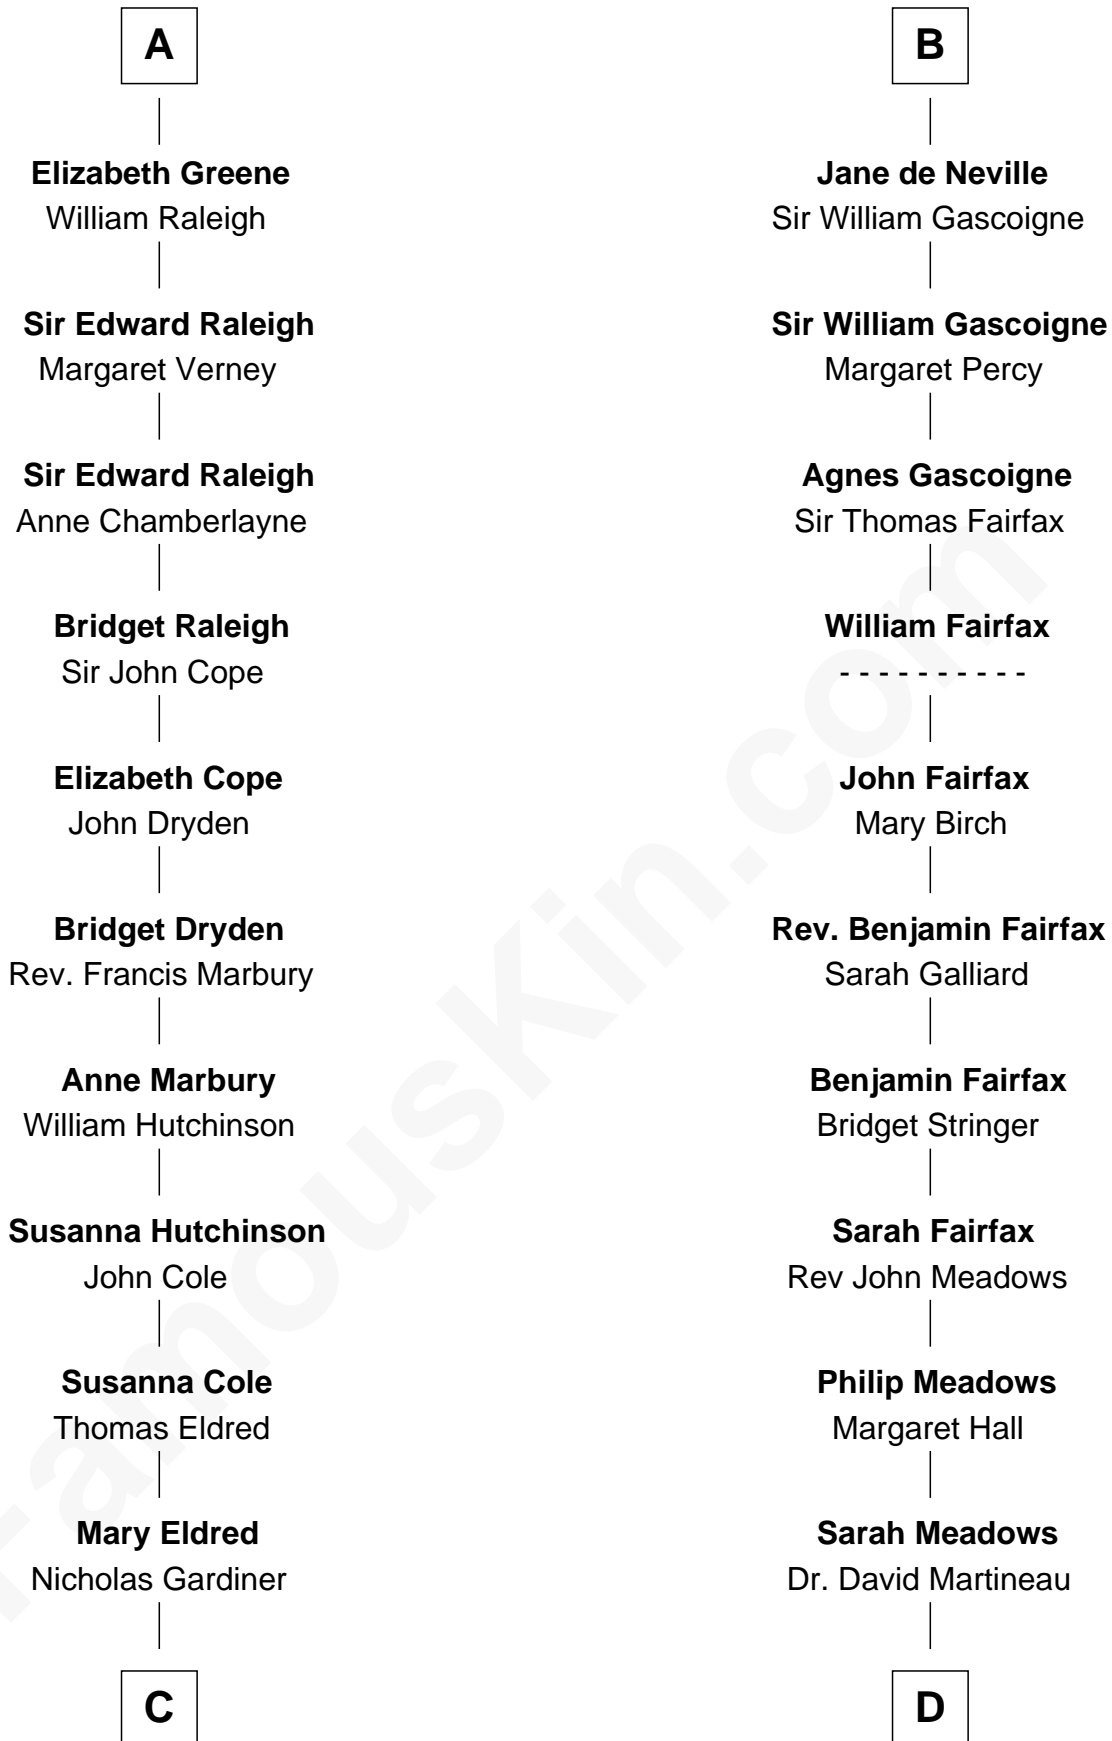 A
Elizabeth Greene
William Raleigh
Sir Edward Raleigh
Margaret Verney
Sir Edward Raleigh
Anne Chamberlayne
Bridget Raleigh
Sir John Cope
Elizabeth Cope
John Dryden
Bridget Dryden
Rev. Francis Marbury
Anne Marbury
William Hutchinson
Susanna Hutchinson
John Cole
Susanna Cole
Thomas Eldred
Mary Eldred
Nicholas Gardiner
C
B
Jane de Neville
Sir William Gascoigne
Sir William Gascoigne
Margaret Percy
Agnes Gascoigne
Sir Thomas Fairfax
William Fairfax
- - - - - - - - - -
John Fairfax
Mary Birch
Rev. Benjamin Fairfax
Sarah Galliard
Benjamin Fairfax
Bridget Stringer
Sarah Fairfax
Rev John Meadows
Philip Meadows
Margaret Hall
Sarah Meadows
Dr. David Martineau
D
FamousKin.com